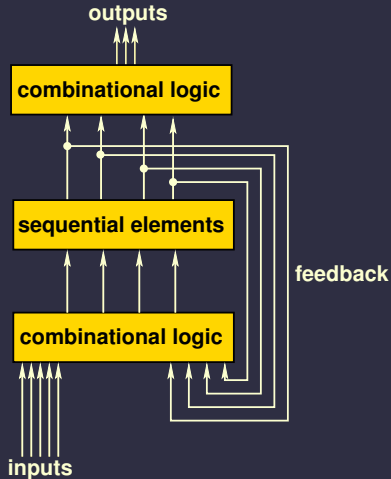 outputs
combinational logic
sequential elements
feedback
combinational logic
inputs